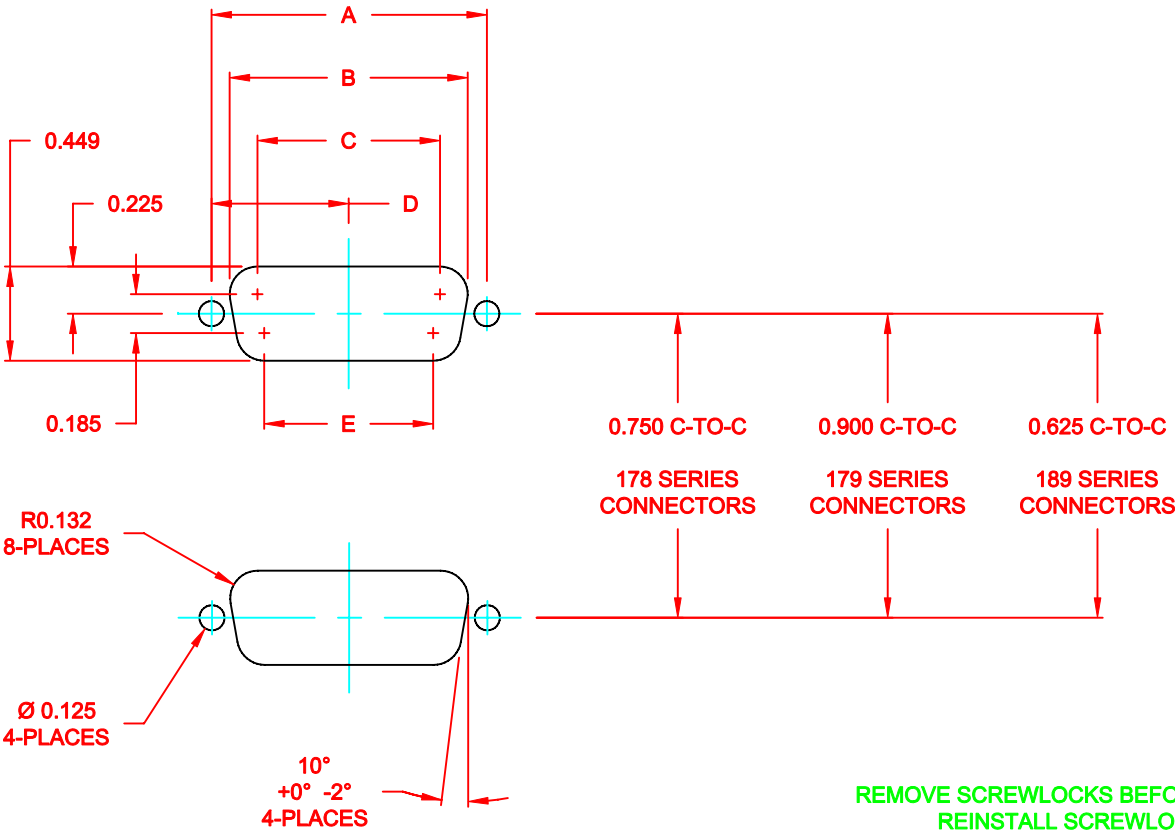 A
B
0.449
C
0.225
D
0.185
E
0.750 C-TO-C
0.900 C-TO-C
0.625 C-TO-C
178 SERIES
CONNECTORS
179 SERIES
CONNECTORS
189 SERIES
CONNECTORS
R0.132
8-PLACES
Ø 0.125
4-PLACES
10°
+0° -2°
4-PLACES
REMOVE SCREWLOCKS
REINSTALL